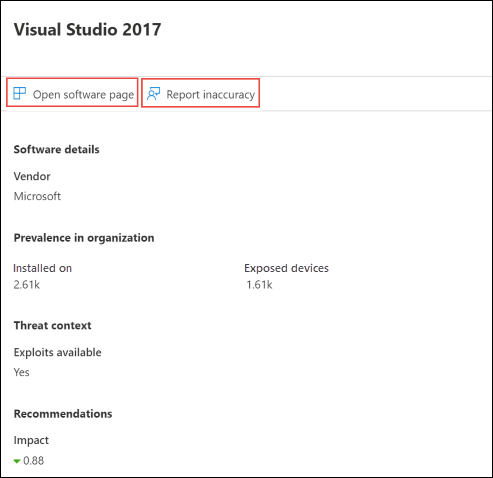 Visual Studio 2017
Open software page Report inaccuracy
Software details
Vendor
Microsoft
Prevalence in organization
Installed on Exposed devices
2.61k 1.61k
Threat context
Exploits available
Yes
Recommendations
Impact
0.88